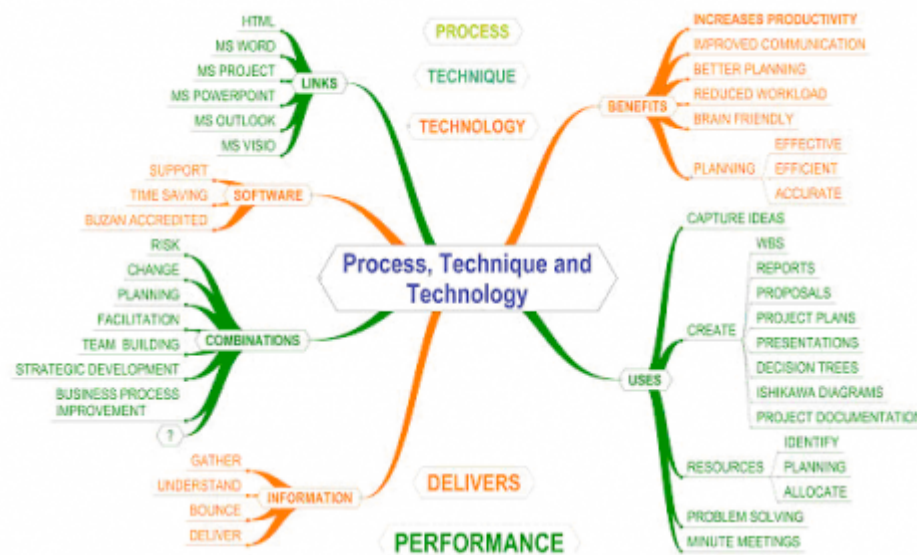 PROCESS
TECHNIQUE
TECHNOLOGY
Process, Technique and
Technology
LINKS
HTML
MS WORD
MS PROJECT
MS POWERPOINT
MS OUTLOOK
MS VISIO
SOFTWARE
SUPPORT
TIME SAVING
BUZAN ACCREDITED
COMBINATIONS
RISK
CHANGE
PLANNING
FACILITATION
TEAM BUILDING
STRATEGIC DEVELOPMENT
BUSINESS PROCESS
IMPROVEMENT
?
INFORMATION
GATHER
UNDERSTAND
BOUNCE
DELIVER
BENEFITS
INCREASES PRODUCTIVITY
IMPROVED COMMUNICATION
BETTER PLANNING
REDUCED WORKLOAD
BRAIN FRIENDLY
PLANNING
EFFECTIVE
EFFICIENT
ACCURATE
USES
CAPTURE IDEAS
CREATE
WBS
REPORTS
PROPOSALS
PROJECT PLANS
PRESENTATIONS
DECISION TREES
ISHIKAWA DIAGRAMS
PROJECT DOCUMENTATION
RESOURCES
IDENTIFY
PLANNING
ALLOCATE
PROBLEM SOLVING
MINUTE MEETINGS
DELIVERS
PERFORMANCE